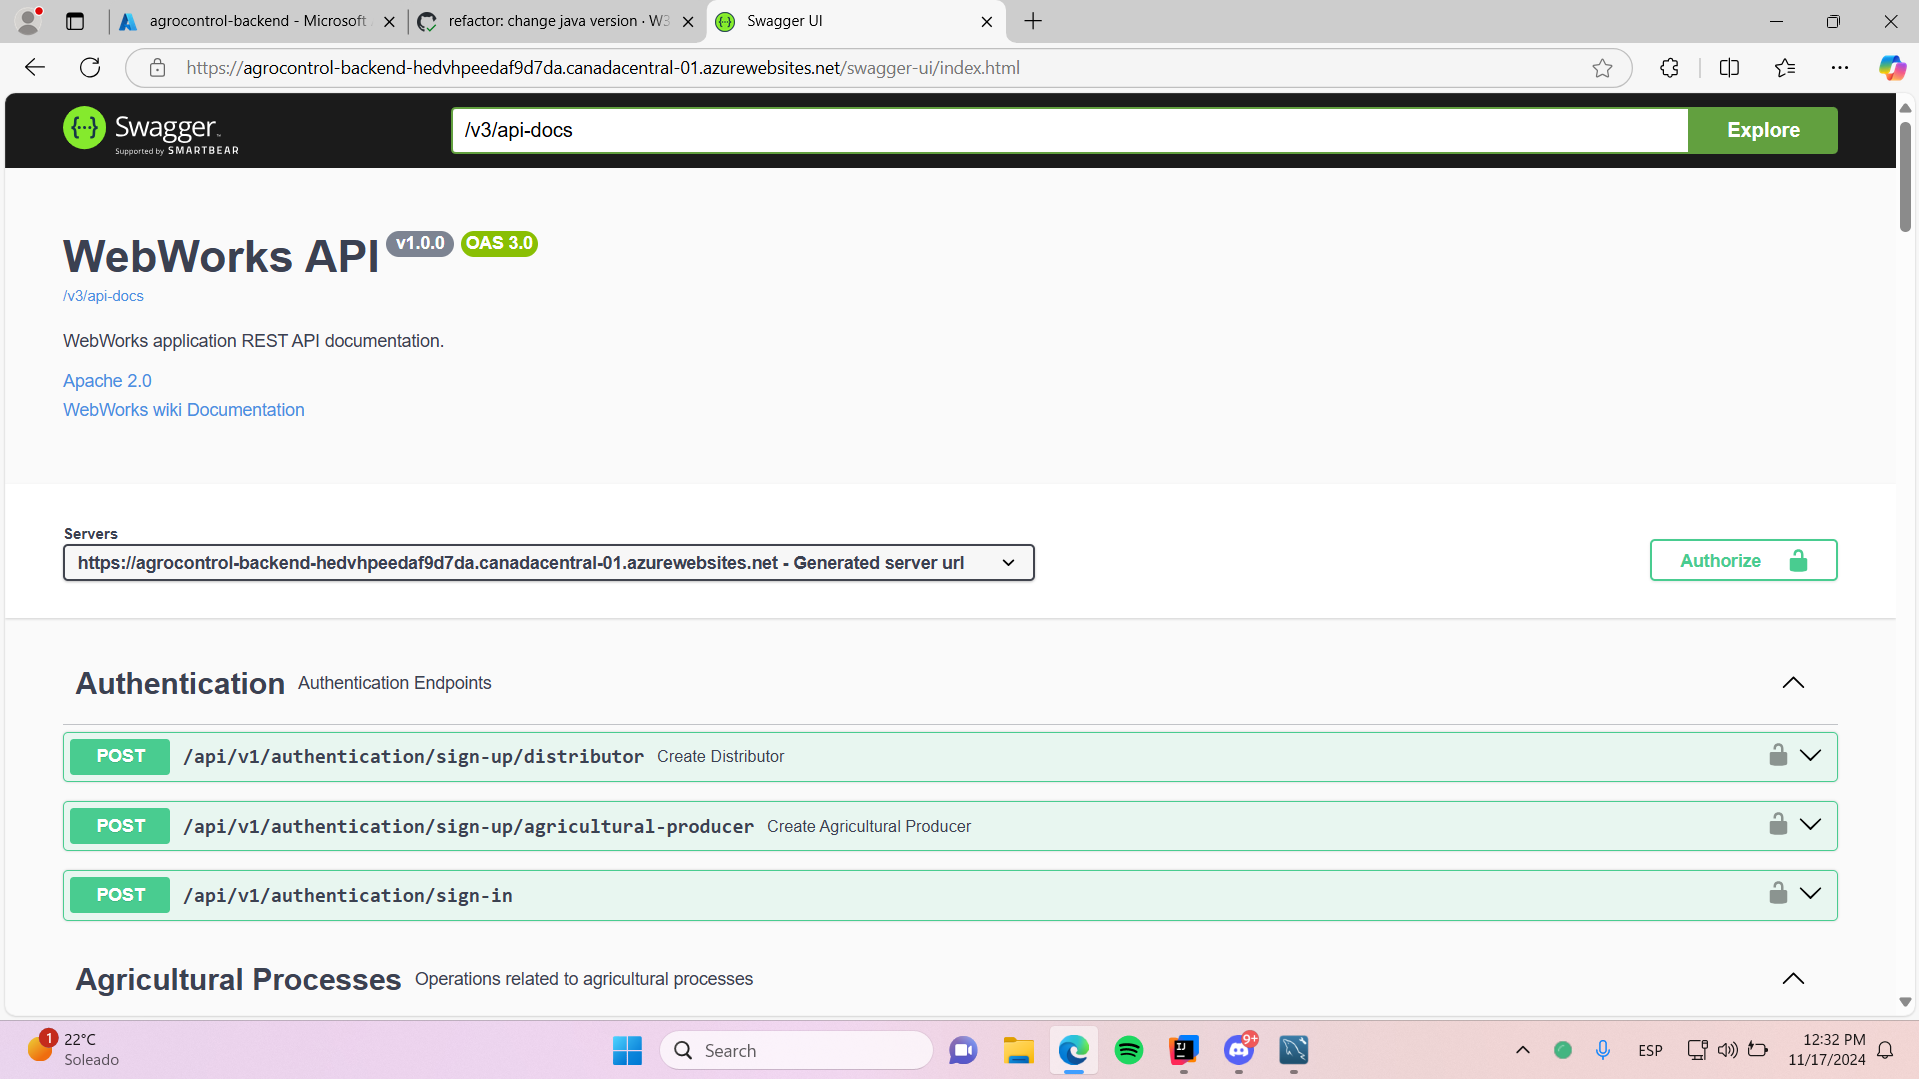 agrocontrol-backend - Microsoft
refactor: change java version · W3
Swagger UI
https://agrocontrol-backend-hedvhpeedaf9d7da.canadacentral-01.azurewebsites.net/swagger-ui/index.html
Swagger
Supported by SMARTBEAR
/v3/api-docs
Explore
WebWorks API v1.0.0 OAS 3.0
/v3/api-docs
WebWorks application REST API documentation.
Apache 2.0
WebWorks wiki Documentation
Servers
https://agrocontrol-backend-hedvhpeedaf9d7da.canadacentral-01.azurewebsites.net - Generated server url
Authorize
Authentication Authentication Endpoints
POST /api/v1/authentication/sign-up/distributor Create Distributor
POST /api/v1/authentication/sign-up/agricultural-producer Create Agricultural Producer
POST /api/v1/authentication/sign-in
Agricultural Processes Operations related to agricultural processes
1
22°C
Soleado
Search
IJ
9+
ESP
12:32 PM
11/17/2024